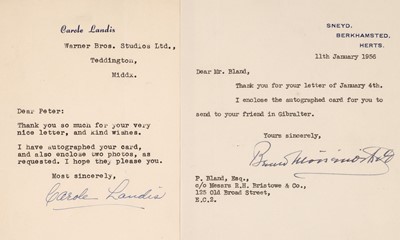 Carole Landis
Warner Bros. Studios Ltd.,
Teddington,
Middx.
Dear Peter:
Thank you so much for your very
nice letter, and kind wishes.
I have autographed your card,
and also enclose two photos, as
requested. I hope they please you.
Most sincerely,
Carole Landis
SNEYD.
BERKHAMSTED.
HERTS.
11th January 1956
Dear Mr. Bland,
Thank you for your letter of January 4th.
I enclose the autographed card for you to
send to your friend in Gibralter.
Yours sincerely,
P. Bland, Esq.,
c/o Messrs R.H. Bristowe & Co.,
125 Old Broad Street,
E.C.2.